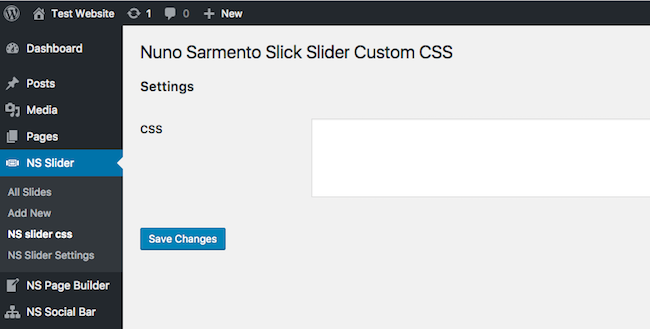 Test Website 1 0 + New
Dashboard
Posts
Media
Pages
NS Slider
All Slides
Add New
NS slider css
NS Slider Settings
NS Page Builder
NS Social Bar
Nuno Sarmento Slick Slider Custom CSS
Settings
CSS
Save Changes